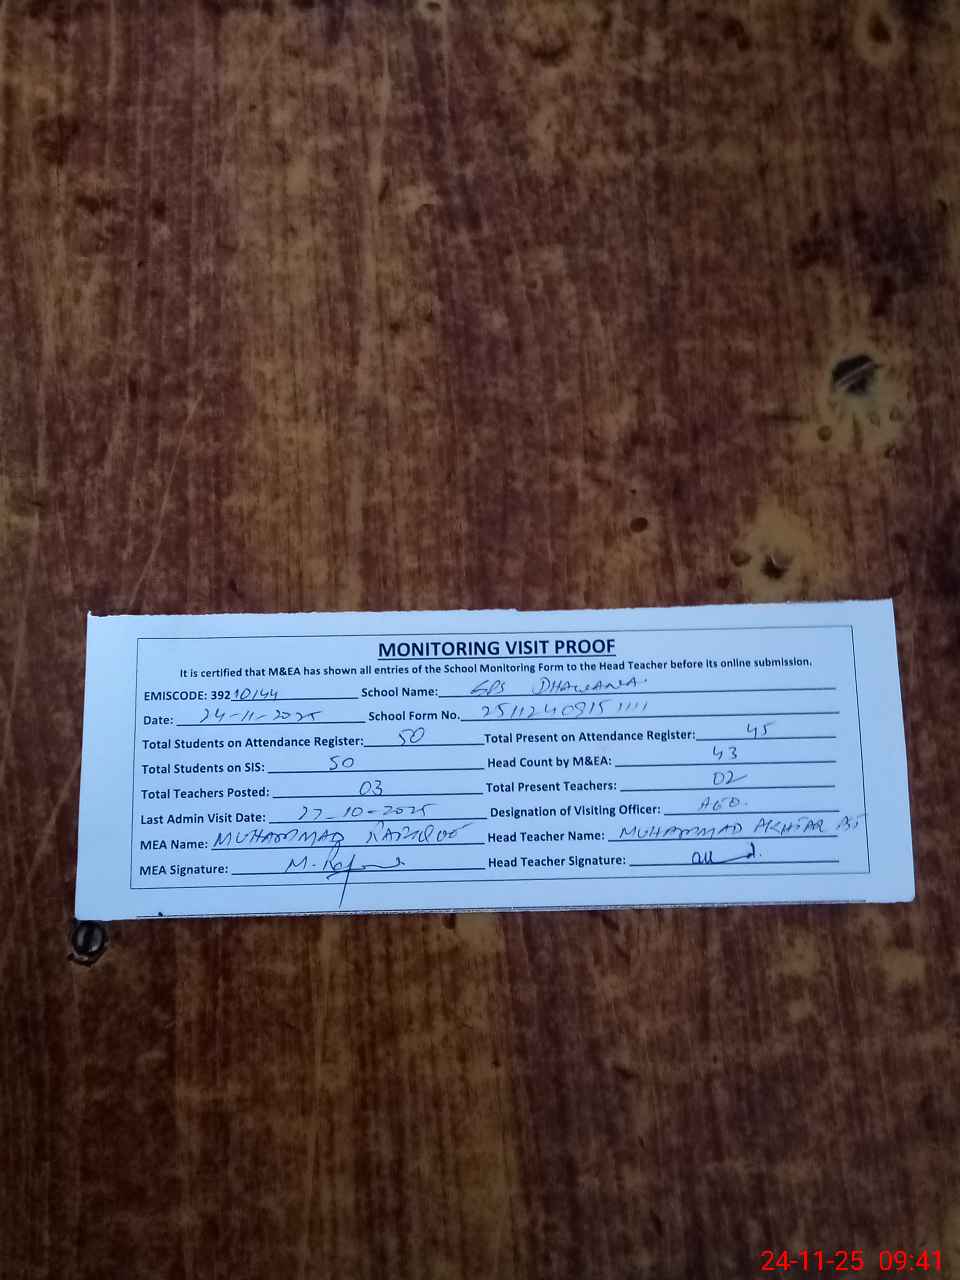 MONITORING VISIT PROOF
It is certified that M&EA has shown all entries of the School Monitoring Form to the Head Teacher before its online submission.
EMISCODE: 39210144 School Name: GPS DHAWANA.
Date: 24-11-2025 School Form No. 25112409151111
Total Students on Attendance Register: 50 Total Present on Attendance Register: 45
Total Students on SIS: 50 Head Count by M&EA: 43
Total Teachers Posted: 03 Total Present Teachers: 02
Last Admin Visit Date: 27-10-2025 Designation of Visiting Officer: AEO.
MEA Name: MUHAMMAD Head Teacher Name: MUHAMMAD AKHTAR PST
MEA Signature: Head Teacher Signature:
24-11-25 09:41